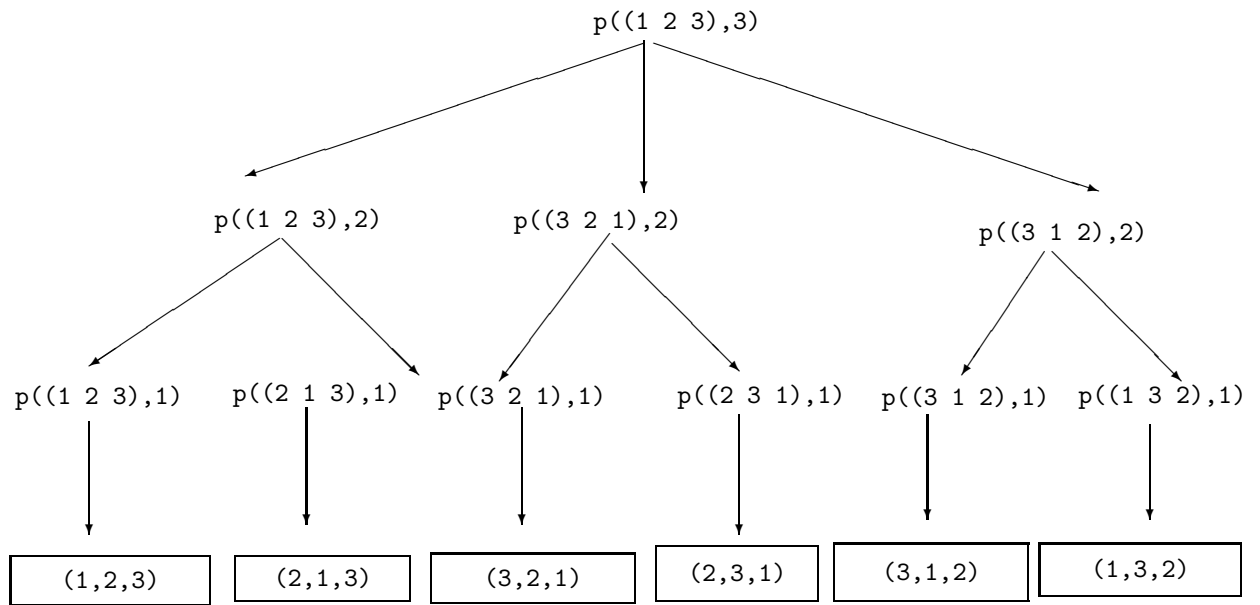 p((1 2 3),3)
p((1 2 3),2)
p((3 2 1),2)
p((3 1 2),2)
p((1 2 3),1)
p((2 1 3),1)
p((3 2 1),1)
p((2 3 1),1)
p((3 1 2),1)
p((1 3 2),1)
(1,2,3)
(2,1,3)
(3,2,1)
(2,3,1)
(3,1,2)
(1,3,2)